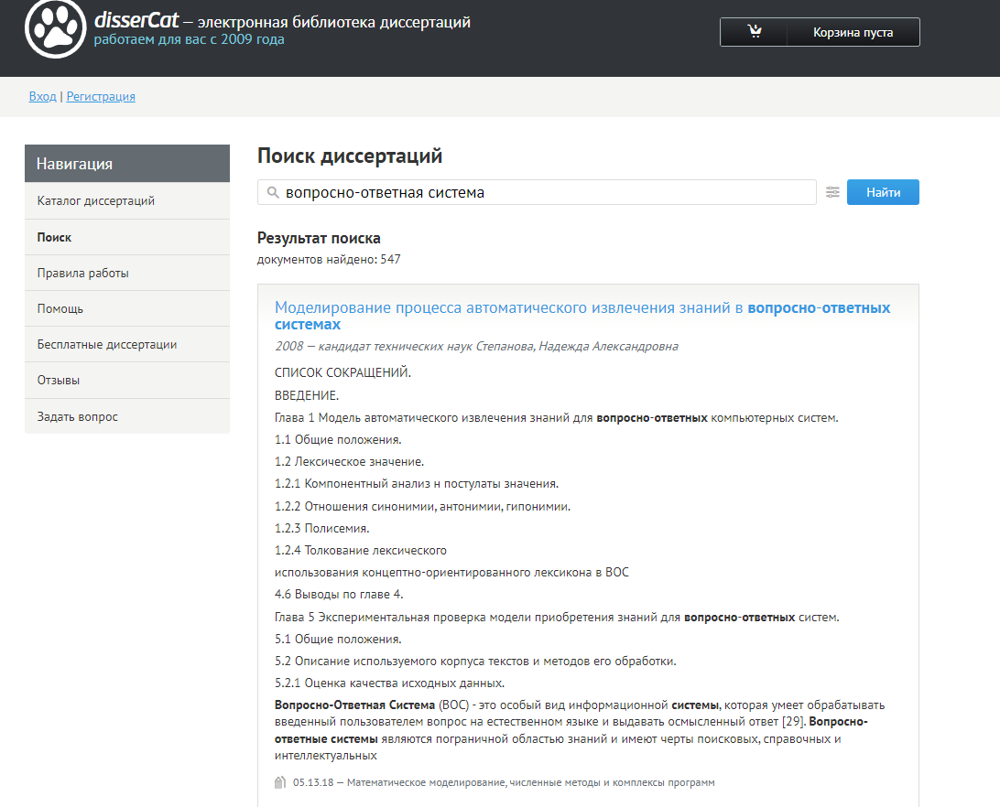 disserCat — электронная библиотека диссертаций
работаем для вас с 2009 года
Корзина пуста
Вход | Регистрация
Навигация
Каталог диссертаций
Поиск
Правила работы
Помощь
Бесплатные диссертации
Отзывы
Задать вопрос
Поиск диссертаций
вопросно-ответная система
Найти
Результат поиска
документов найдено: 547
Моделирование процесса автоматического извлечения знаний в вопросно-ответных
системах
2008 — кандидат технических наук Степанова, Надежда Александровна
СПИСОК СОКРАЩЕНИЙ.
ВВЕДЕНИЕ.
Глава 1 Модель автоматического извлечения знаний для вопросно-ответных компьютерных систем.
1.1 Общие положения.
1.2 Лексическое значение.
1.2.1 Компонентный анализ н постулаты значения.
1.2.2 Отношения синонимии, антонимии, гипонимии.
1.2.3 Полисемия.
1.2.4 Толкование лексического
использования концептно-ориентированного лексикона в ВОС
4.6 Выводы по главе 4.
Глава 5 Экспериментальная проверка модели приобретения знаний для вопросно-ответных систем.
5.1 Общие положения.
5.2 Описание используемого корпуса текстов и методов его обработки.
5.2.1 Оценка качества исходных данных.
Вопросно-Ответная Система (ВОС) - это особый вид информационной системы, которая умеет обрабатывать
введенный пользователем вопрос на естественном языке и выдавать осмысленный ответ [29]. Вопросно-
ответные системы являются пограничной областью знаний и имеют черты поисковых, справочных и
интеллектуальных
05.13.18 — Математическое моделирование, численные методы и комплексы программ